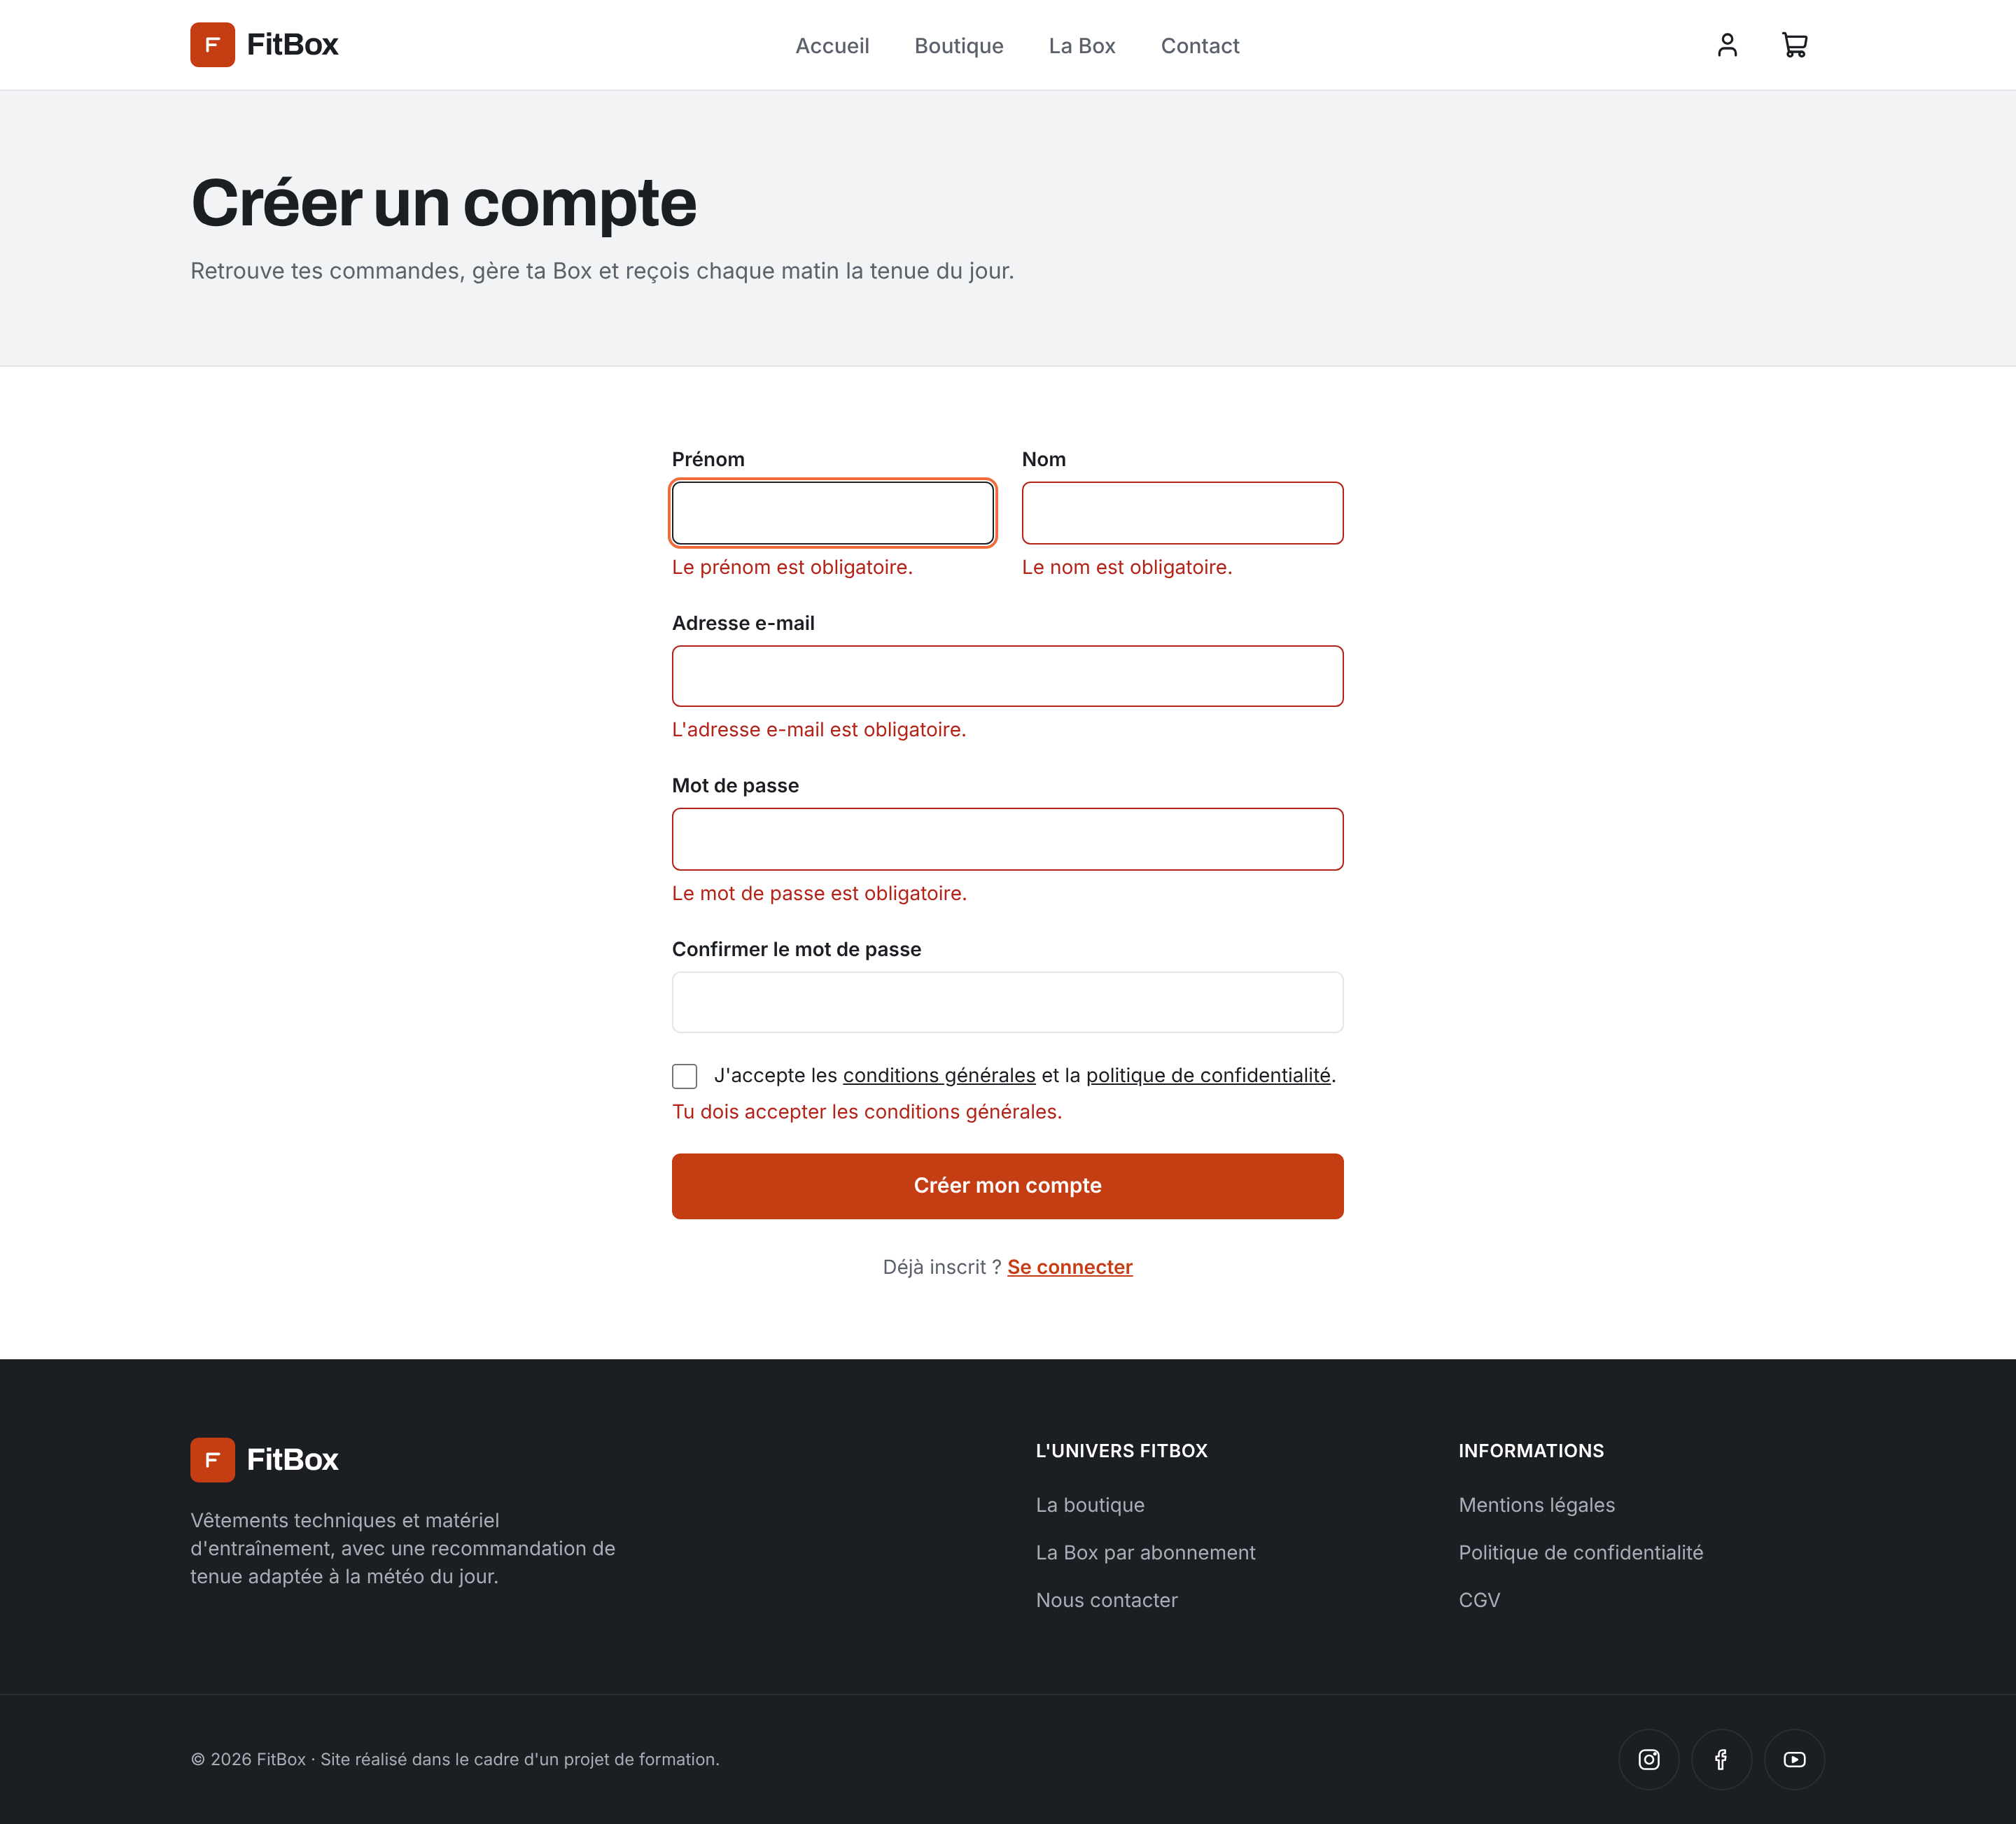 F FitBox
Accueil Boutique La Box Contact
Créer un compte
Retrouve tes commandes, gère ta Box et reçois chaque matin la tenue du jour.
Prénom Nom
Le prénom est obligatoire. Le nom est obligatoire.
Adresse e-mail
L'adresse e-mail est obligatoire.
Mot de passe
Le mot de passe est obligatoire.
Confirmer le mot de passe
J'accepte les conditions générales et la politique de confidentialité.
Tu dois accepter les conditions générales.
Créer mon compte
Déjà inscrit ? Se connecter
F FitBox
Vêtements techniques et matériel
d'entraînement, avec une recommandation de
tenue adaptée à la météo du jour.
L'UNIVERS FITBOX
La boutique
La Box par abonnement
Nous contacter
INFORMATIONS
Mentions légales
Politique de confidentialité
CGV
© 2026 FitBox · Site réalisé dans le cadre d'un projet de formation.